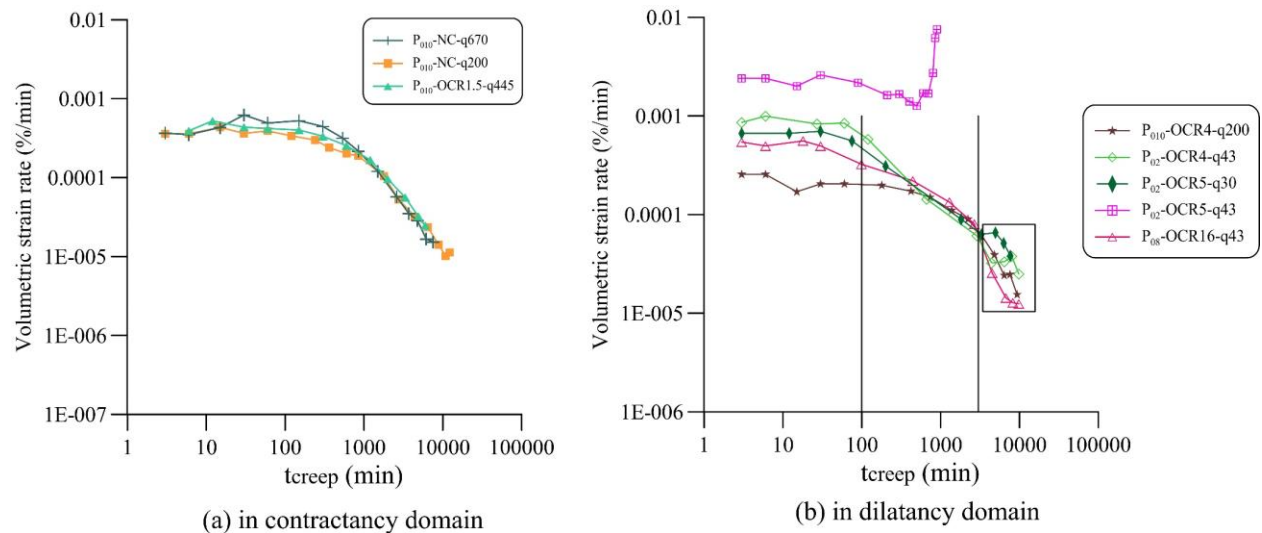 0.01
0.001
0.0001
1E-005
1E-006
1E-007
Volumetric strain rate (%/min)
P010-NC-q670
P010-NC-q200
P010-OCR1.5-q445
1 10 100 1000 10000 100000
tcreep (min)
(a) in contractancy domain
0.01
0.001
0.0001
1E-005
1E-006
Volumetric strain rate (%/min)
P010-OCR4-q200
P02-OCR4-q43
P02-OCR5-q30
P02-OCR5-q43
P08-OCR16-q43
1 10 100 1000 10000 100000
tcreep (min)
(b) in dilatancy domain